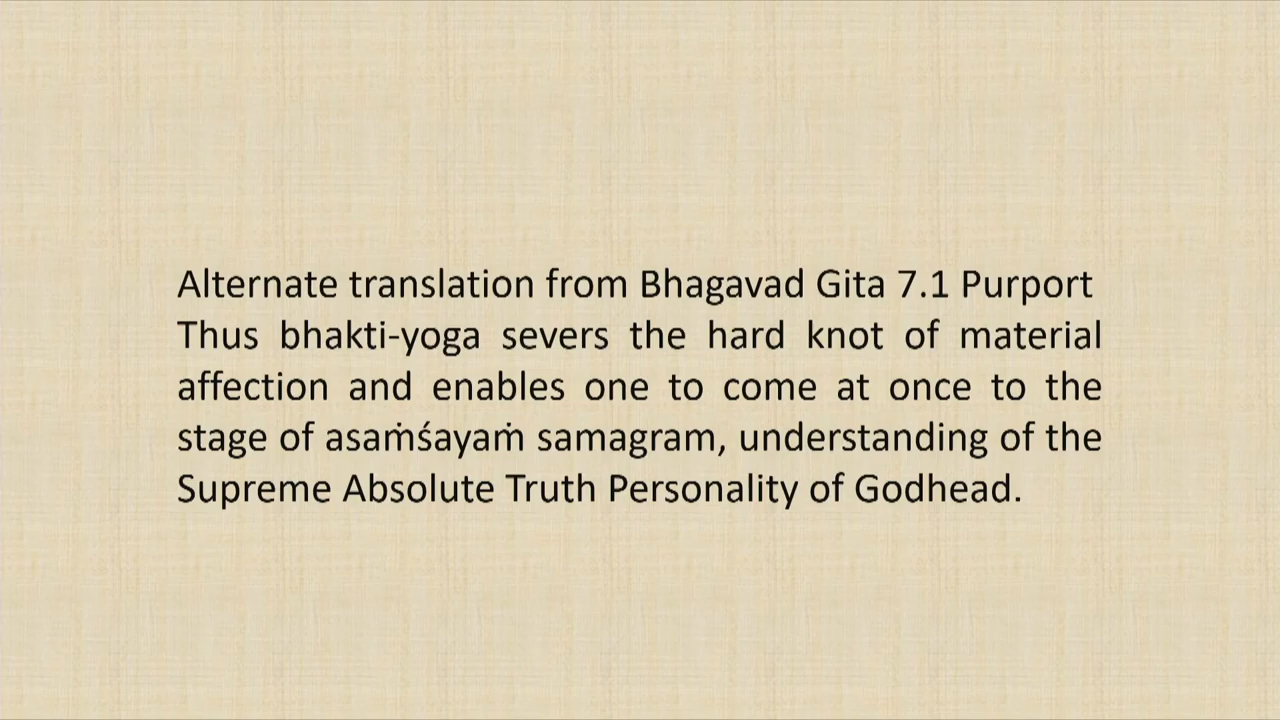 Alternate translation from Bhagavad Gita 7.1 Purport
Thus bhakti-yoga severs the hard knot of material
affection and enables one to come at once to the
stage of asaṁśayaṁ samagram, understanding of the
Supreme Absolute Truth Personality of Godhead.